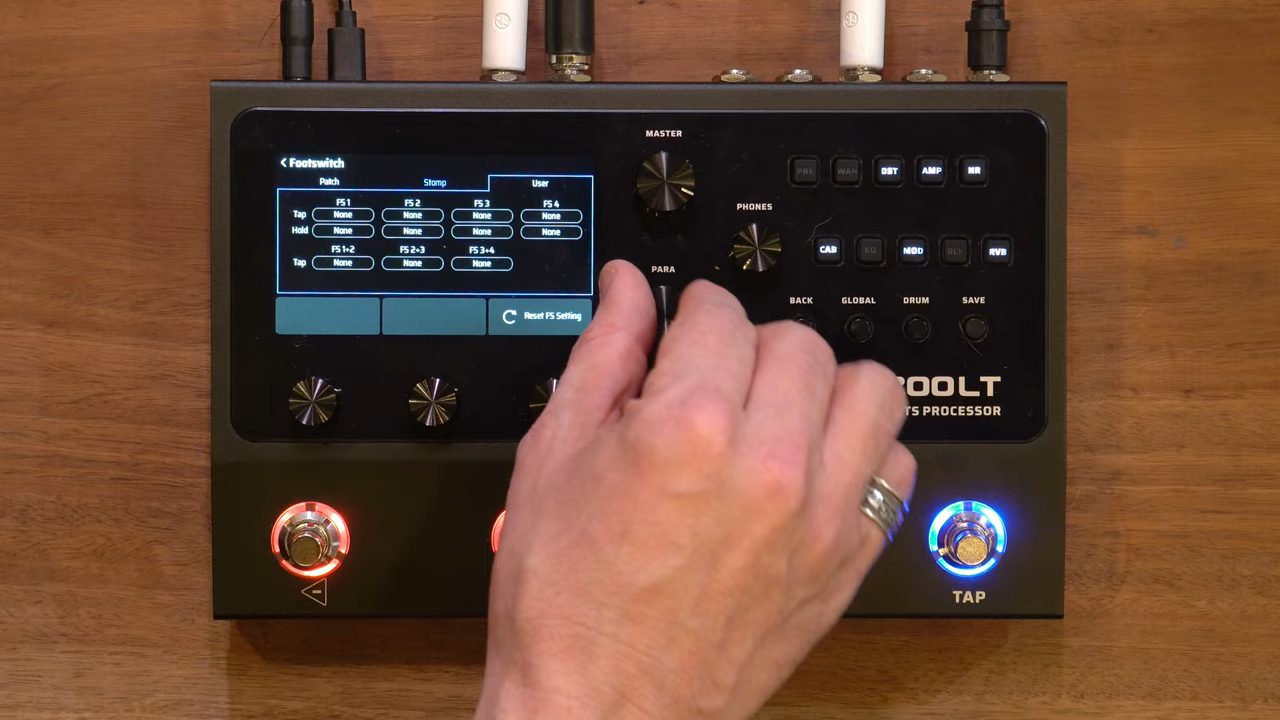 MASTER
< Footswitch
Patch Stomp User
PRE WAH DST AMP NR
FS 1 FS 2 FS 3 FS 4
Tap None None None None
Hold None None None None
FS 1+2 FS 2+3 FS 3+4
Tap None None None
PHONES
CAB EQ MOD DLY RVB
PARA
Reset FS Setting
BACK GLOBAL DRUM SAVE
00 LT
TS PROCESSOR
TAP